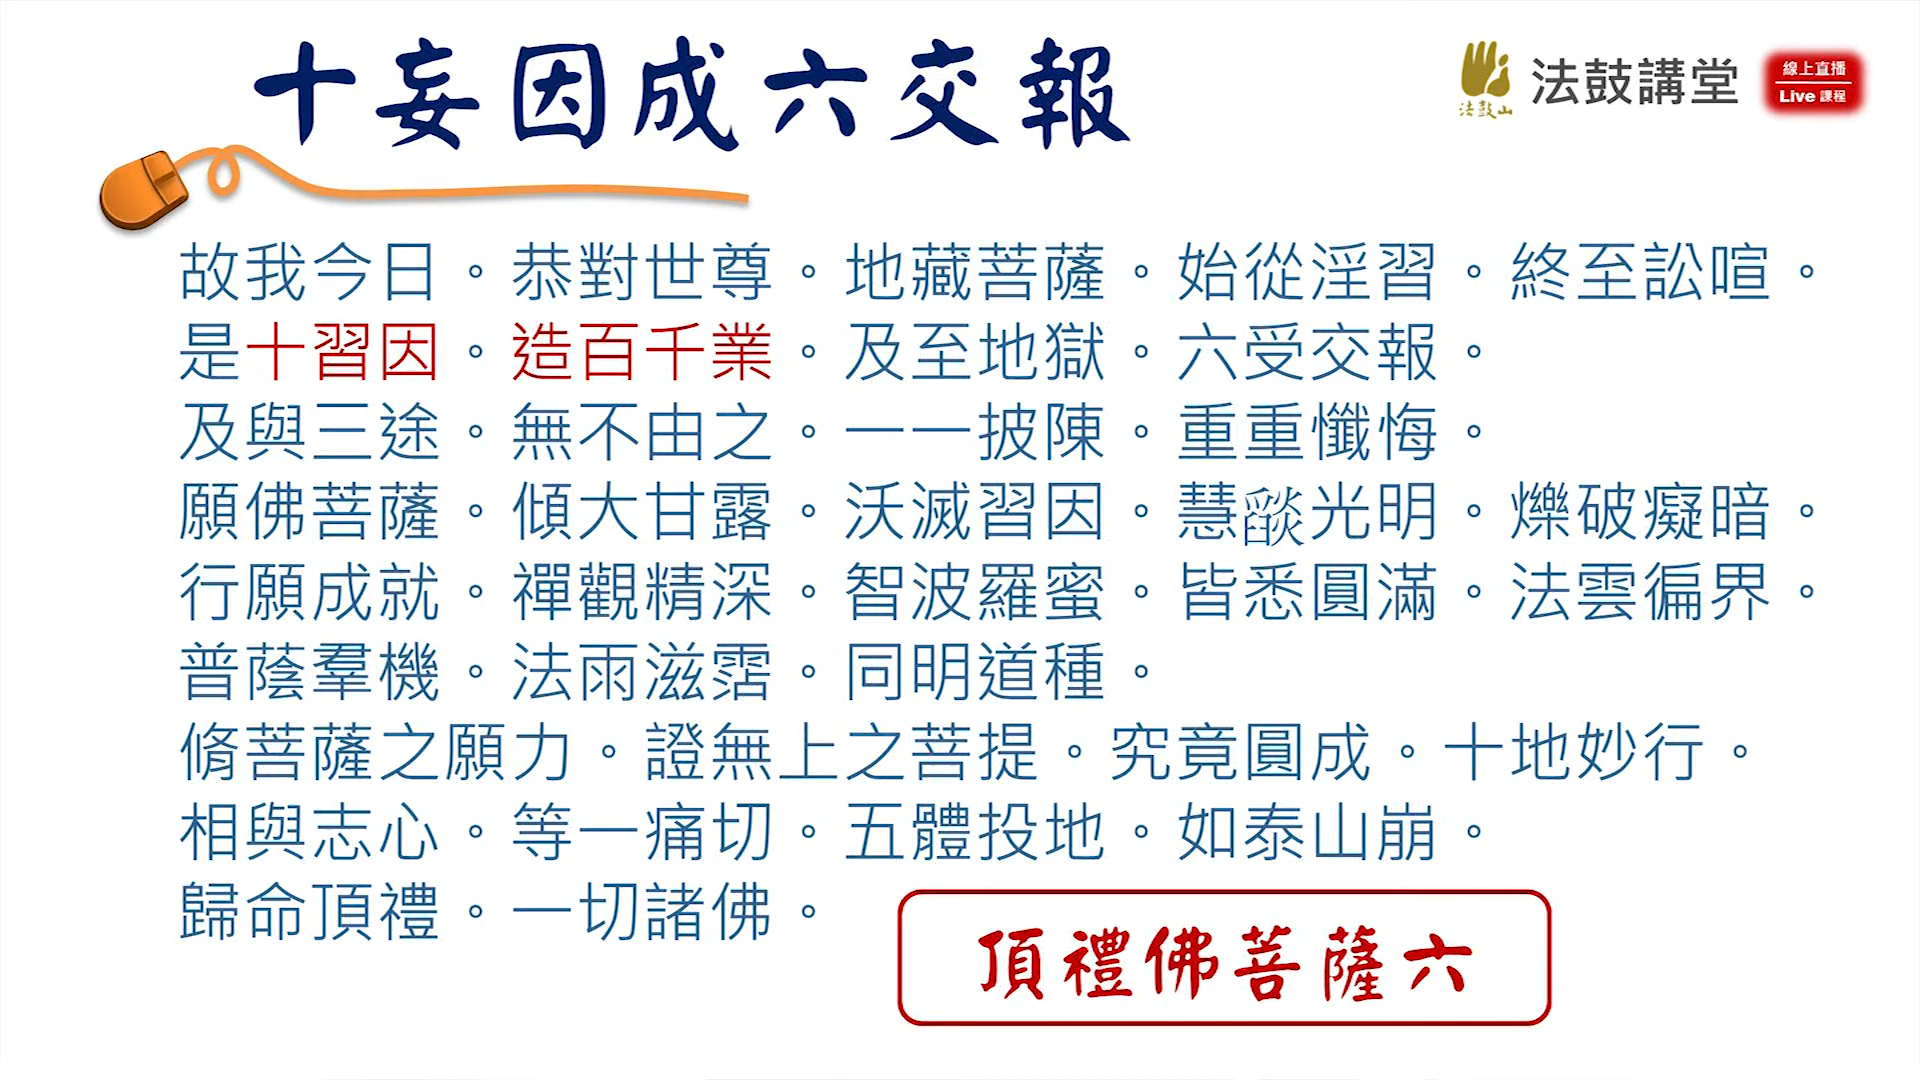 十妄因成六交報
法鼓山
法鼓講堂
線上直播
Live 課程
故我今日。恭對世尊。地藏菩薩。始從淫習。終至訟喧。
是十習因。造百千業。及至地獄。六受交報。
及與三途。無不由之。一一披陳。重重懺悔。
願佛菩薩。傾大甘露。沃滅習因。慧燄光明。爍破癡暗。
行願成就。禪觀精深。智波羅蜜。皆悉圓滿。法雲徧界。
普蔭羣機。法雨滋霑。同明道種。
脩菩薩之願力。證無上之菩提。究竟圓成。十地妙行。
相與志心。等一痛切。五體投地。如泰山崩。
歸命頂禮。一切諸佛。
頂禮佛菩薩六